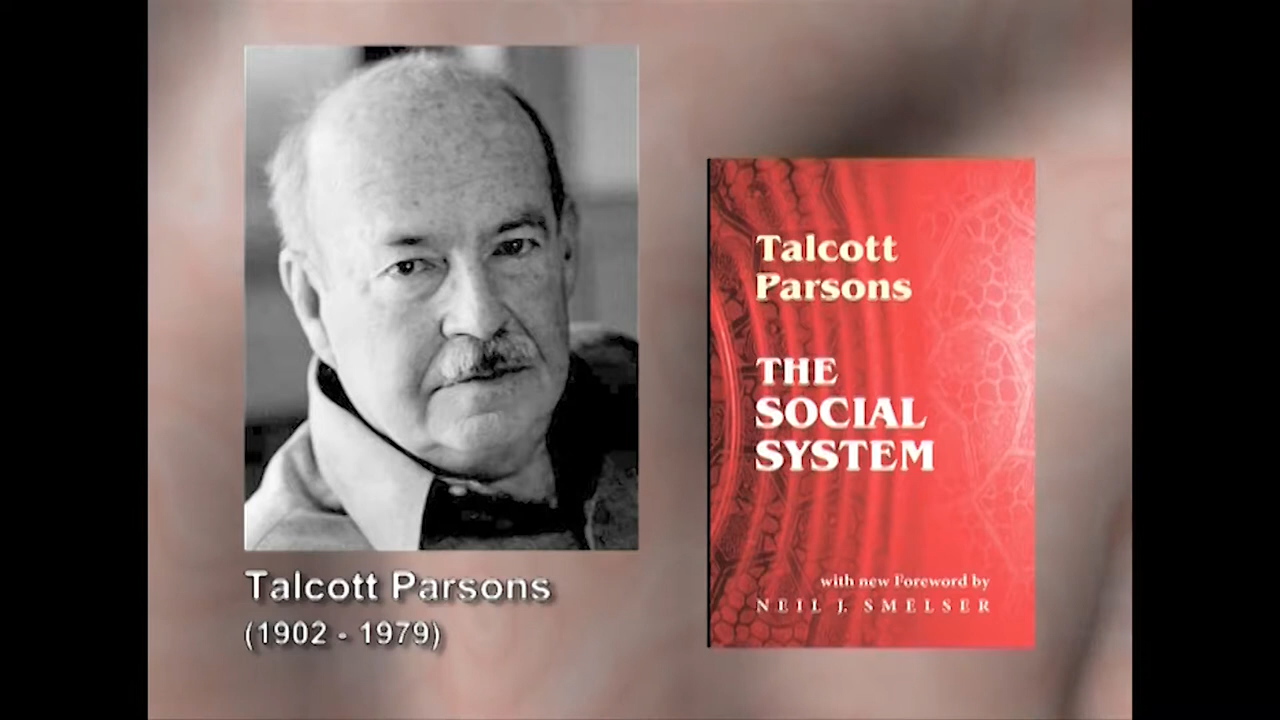 Talcott Parsons
(1902 - 1979)
Talcott
Parsons
THE
SOCIAL
SYSTEM
with new Foreword by
NEIL J. SMELSER